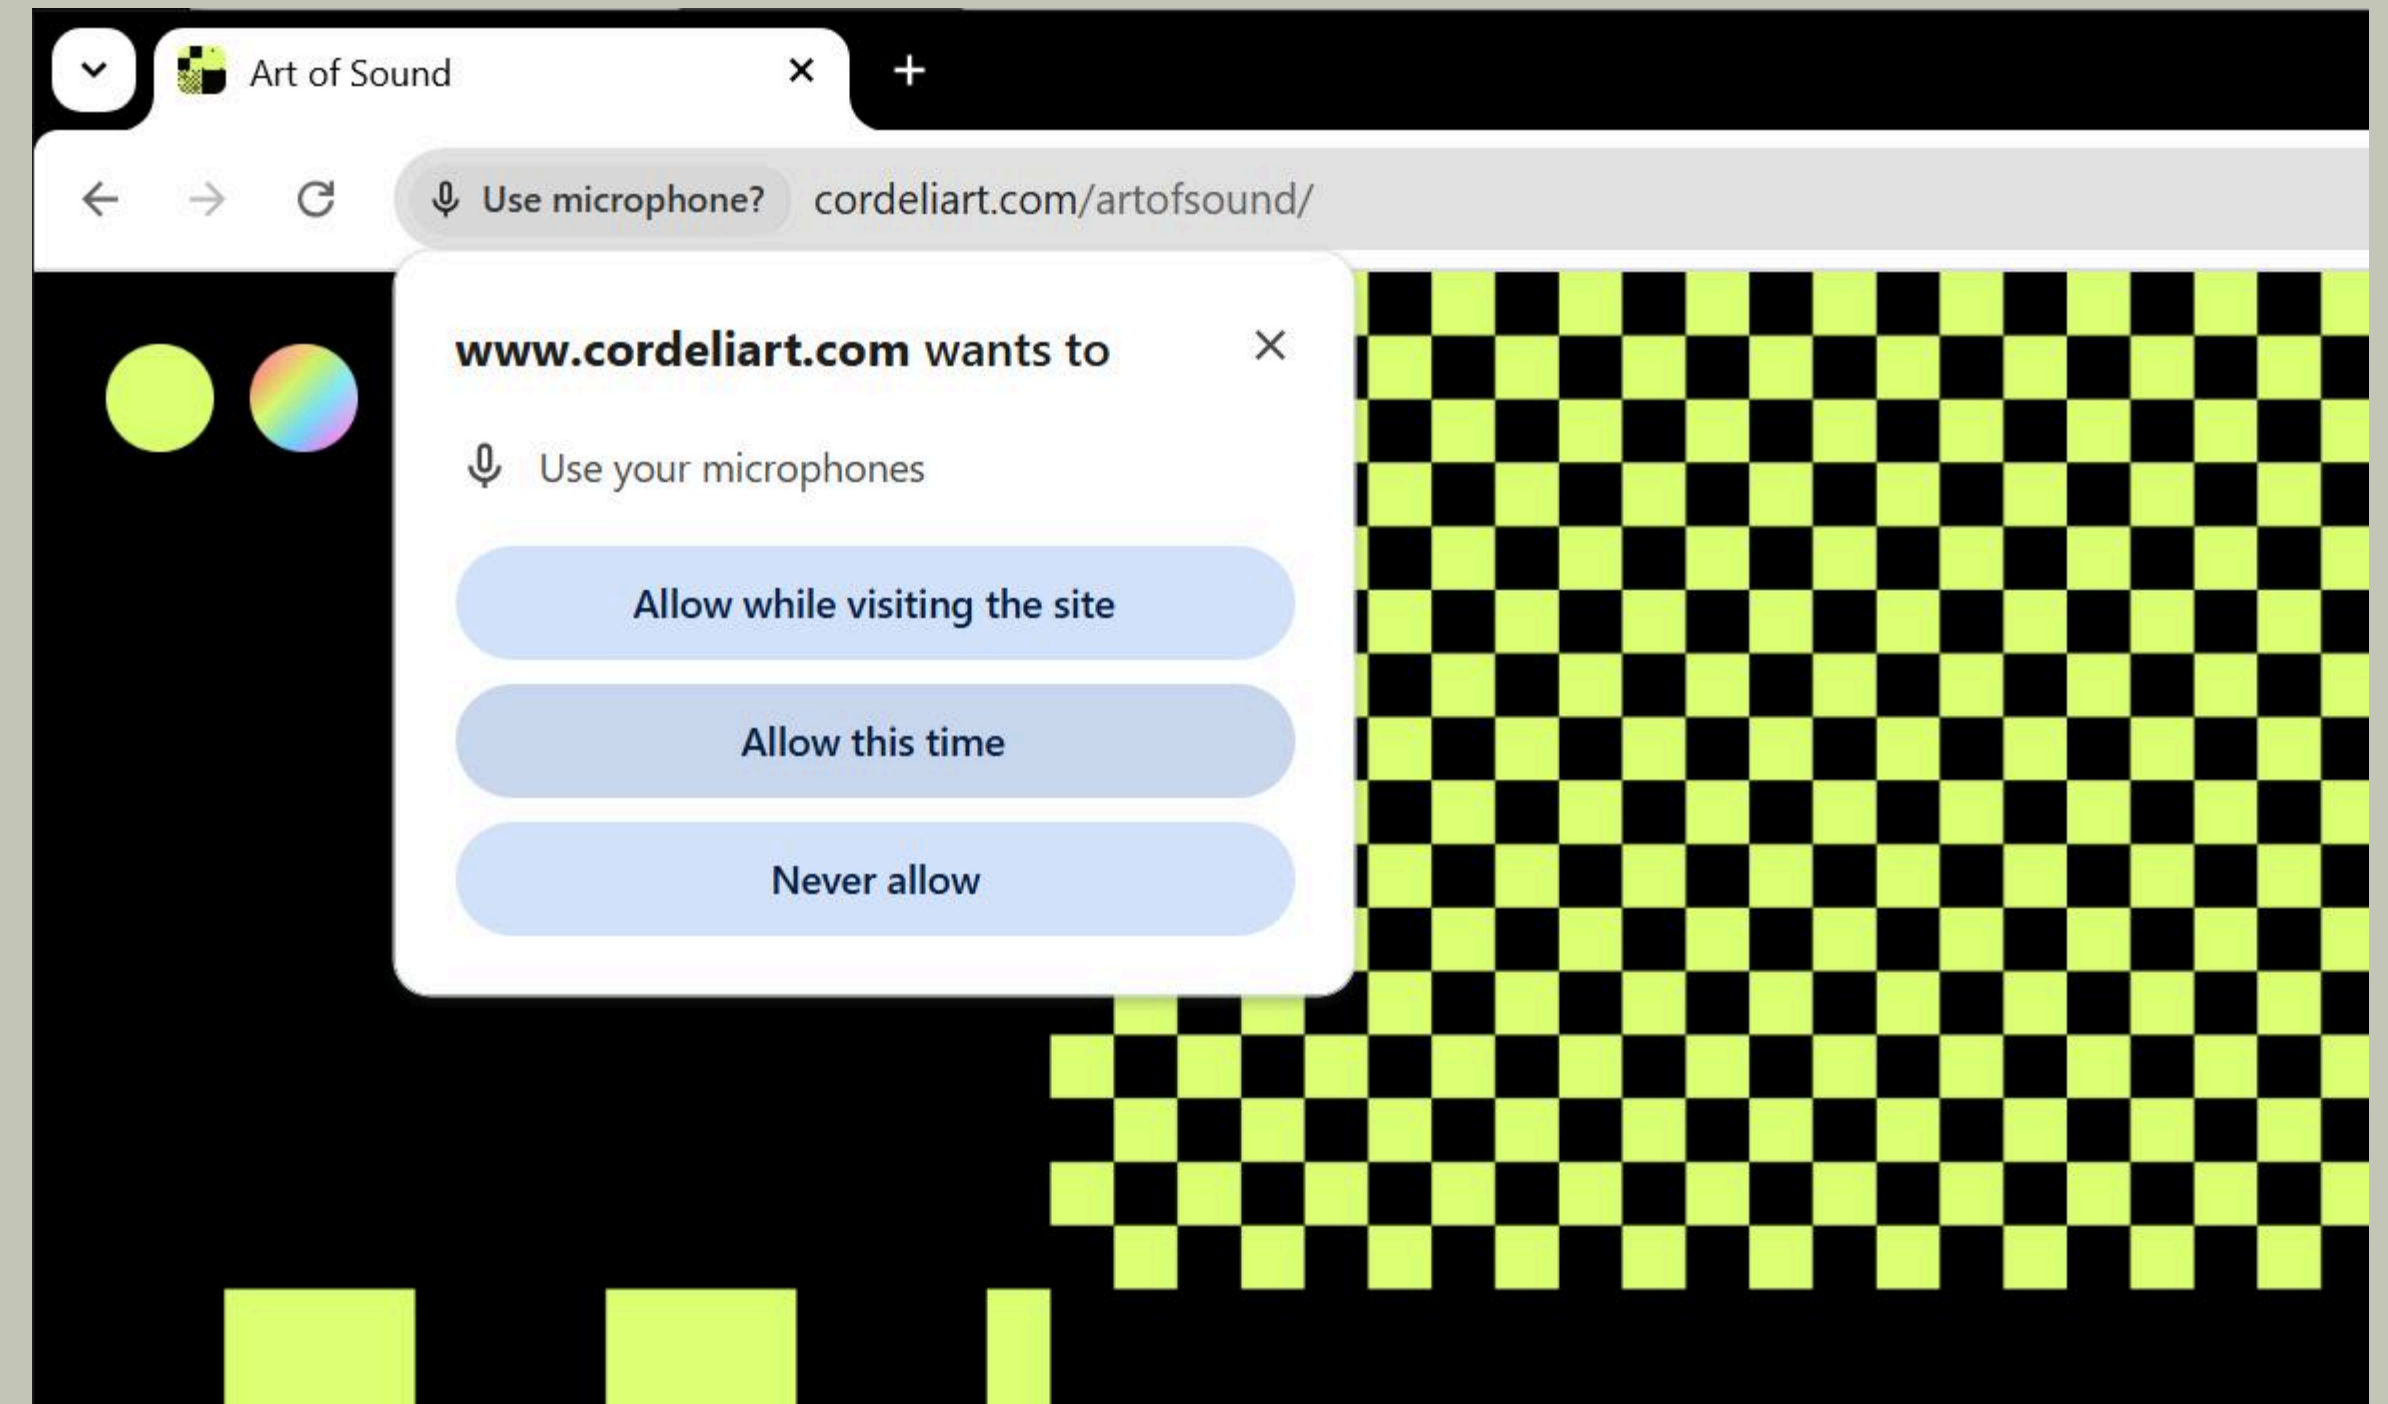 Art of Sound
Use microphone? cordeliart.com/artofsound/
www.cordeliart.com wants to
Use your microphones
Allow while visiting the site
Allow this time
Never allow